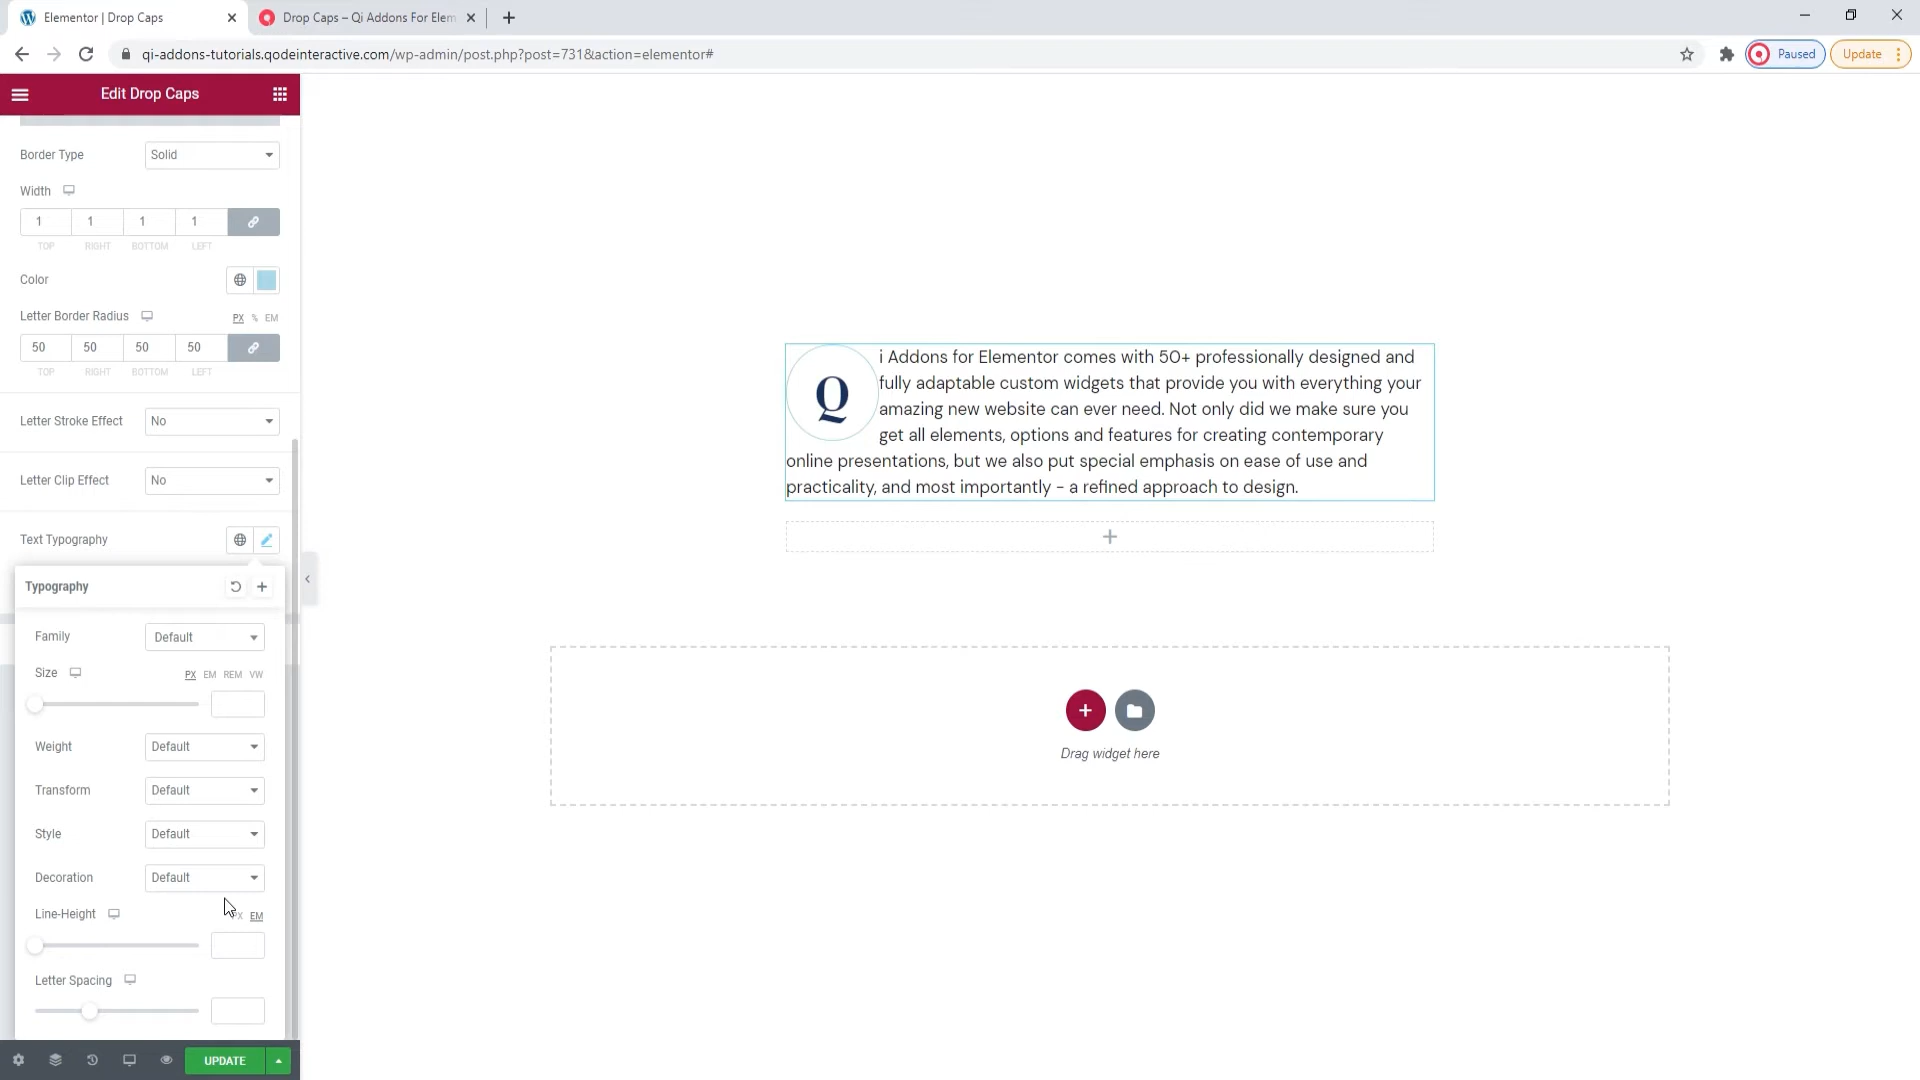 Elementor | Drop Caps
Drop Caps – Qi Addons For Elem
qi-addons-tutorials.qodeinteractive.com/wp-admin/post.php?post=731&action=elementor#
Paused
Update
Edit Drop Caps
Border Type
Solid
Width
1 1 1 1
TOP RIGHT BOTTOM LEFT
Color
Letter Border Radius
PX % EM
50 50 50 50
TOP RIGHT BOTTOM LEFT
Letter Stroke Effect
No
Letter Clip Effect
No
Text Typography
Typography
Family
Default
Size
PX EM REM VW
Weight
Default
Transform
Default
Style
Default
Decoration
Default
Line-Height
EM
Letter Spacing
UPDATE
Q
i Addons for Elementor comes with 50+ professionally designed and
fully adaptable custom widgets that provide you with everything your
amazing new website can ever need. Not only did we make sure you
get all elements, options and features for creating contemporary
online presentations, but we also put special emphasis on ease of use and
practicality, and most importantly - a refined approach to design.
Drag widget here